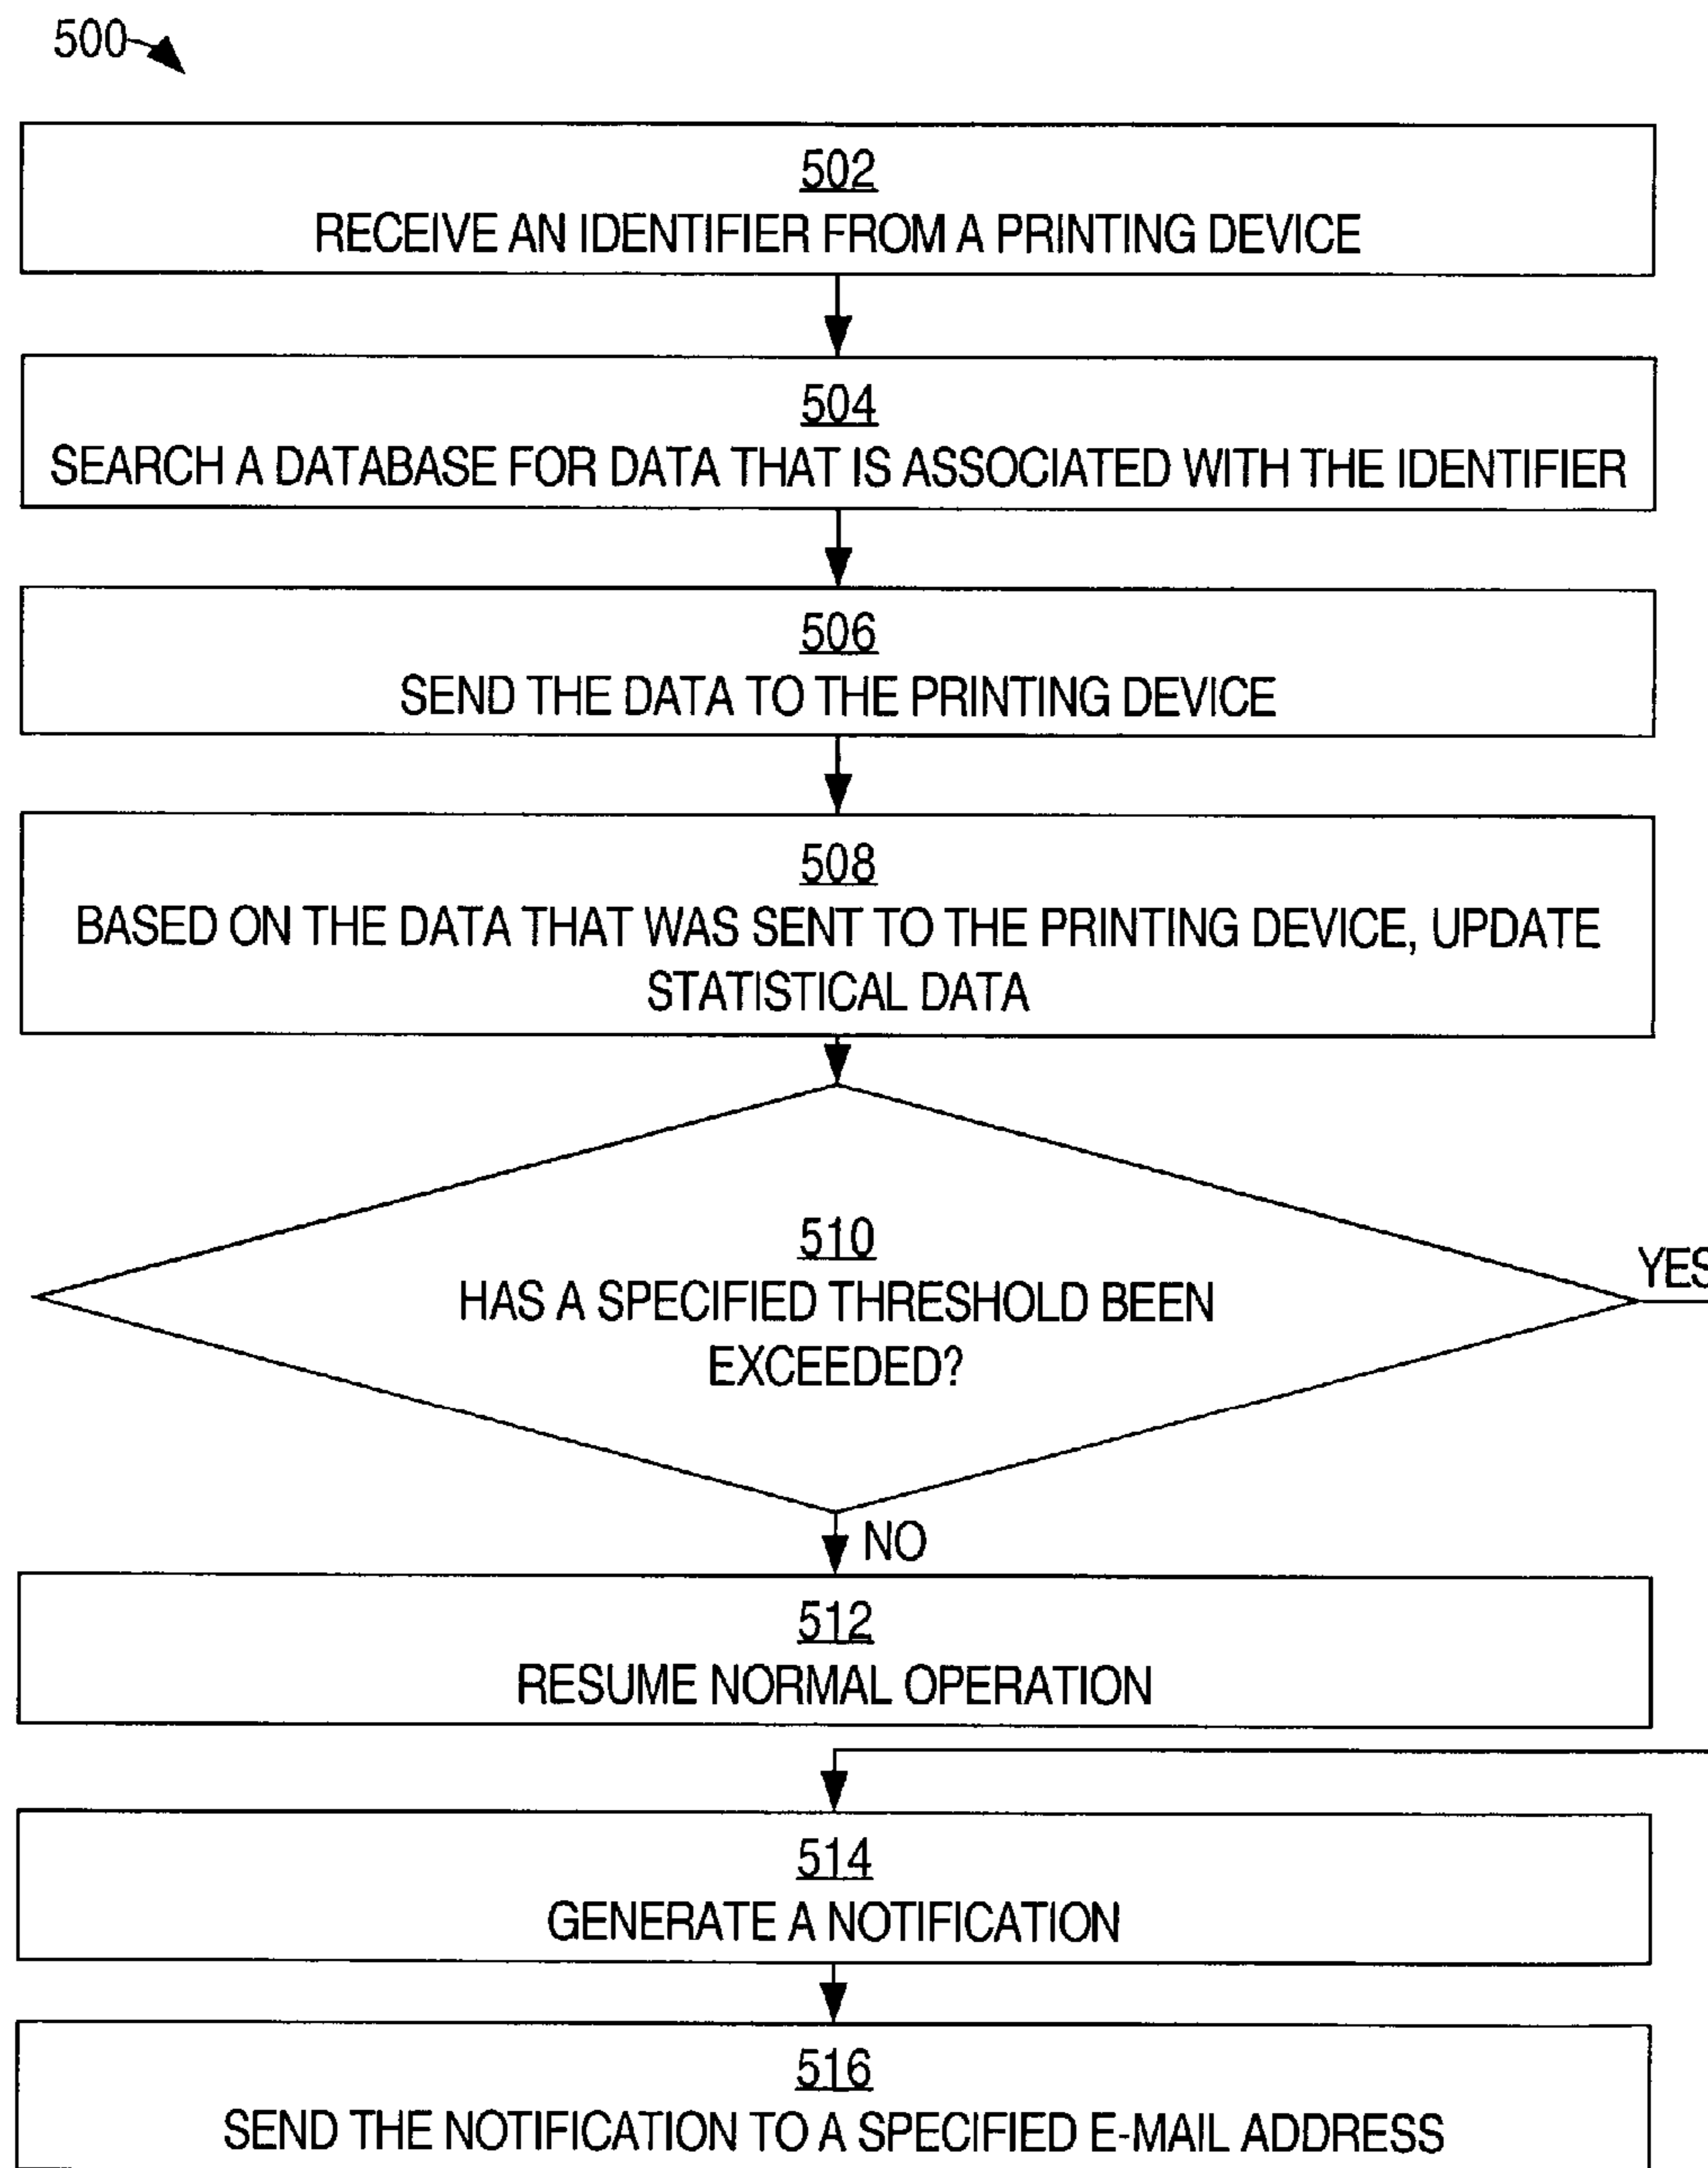 500
502
RECEIVE AN IDENTIFIER FROM A PRINTING DEVICE
504
SEARCH A DATABASE FOR DATA THAT IS ASSOCIATED WITH THE IDENTIFIER
506
SEND THE DATA TO THE PRINTING DEVICE
508
BASED ON THE DATA THAT WAS SENT TO THE PRINTING DEVICE, UPDATE
STATISTICAL DATA
510
HAS A SPECIFIED THRESHOLD BEEN
EXCEEDED?
YES
NO
512
RESUME NORMAL OPERATION
514
GENERATE A NOTIFICATION
516
SEND THE NOTIFICATION TO A SPECIFIED E-MAIL ADDRESS